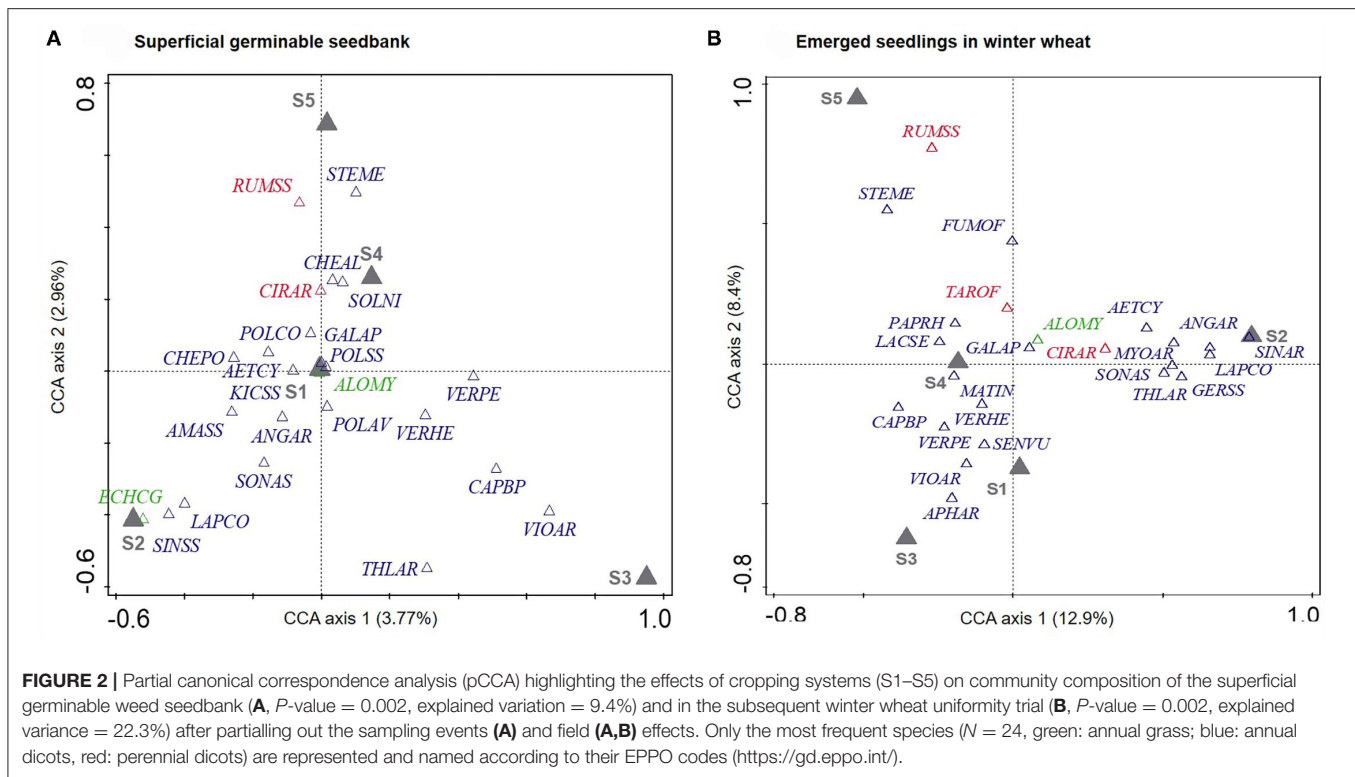 A
Superficial germinable seedbank
0.8
S5
STEME
RUMSS
S4
CHEAL
CIRAR
SOLNI
POLCO
GALAP
CHEPO
POLSS
AETCY
KICSS
S1
ALOMY
VERPE
AMASS
ANGAR
POLAV
VERHE
SONAS
CAPBP
ECHCG
LAPCO
VIOAR
S2
SINSS
THLAR
S3
-0.6
-0.6
1.0
CCA axis 1 (3.77%)
CCA axis 2 (2.96%)
B
Emerged seedlings in winter wheat
1.0
S5
RUMSS
STEME
FUMOF
TAROF
AETCY
PAPRH
ALOMY
ANGAR
S2
LACSE
GALAP
CIRAR
MYOAR
SINAR
S4
SONAS
LAPCO
MATIN
THLAR
GERSS
CAPBP
VERHE
VERPE
SENVU
VIOAR
S1
APHAR
S3
-0.8
-0.8
1.0
CCA axis 1 (12.9%)
CCA axis 2 (8.4%)
FIGURE 2 | Partial canonical correspondence analysis (pCCA) highlighting the effects of cropping systems (S1–S5) on community composition of the superficial
germinable weed seedbank (A, P-value = 0.002, explained variation = 9.4%) and in the subsequent winter wheat uniformity trial (B, P-value = 0.002, explained
variance = 22.3%) after partialling out the sampling events (A) and field (A,B) effects. Only the most frequent species (N = 24, green: annual grass; blue: annual
dicots, red: perennial dicots) are represented and named according to their EPPO codes (https://gd.eppo.int/).